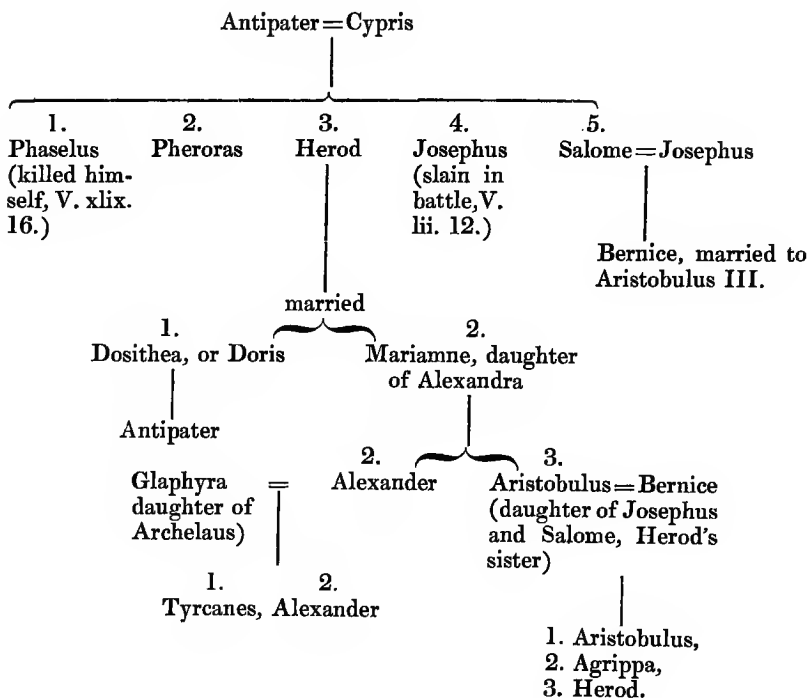 Antipater=Cypris
1. 2. 3. 4. 5.
Phaselus Pheroras Herod Josephus Salome=Josephus
(killed him- (slain in
self, V. xlix. battle, V.
16.) lii. 12.)
Bernice, married to
Aristobulus III.
married
1. 2.
Dosithea, or Doris Mariamne, daughter
of Alexandra
Antipater
2. 3.
Glaphyra = Alexander Aristobulus=Bernice
daughter of (daughter of Josephus
Archelaus) and Salome, Herod's
sister)
1. 2.
Tyrcanes, Alexander
1. Aristobulus,
2. Agrippa,
3. Herod.